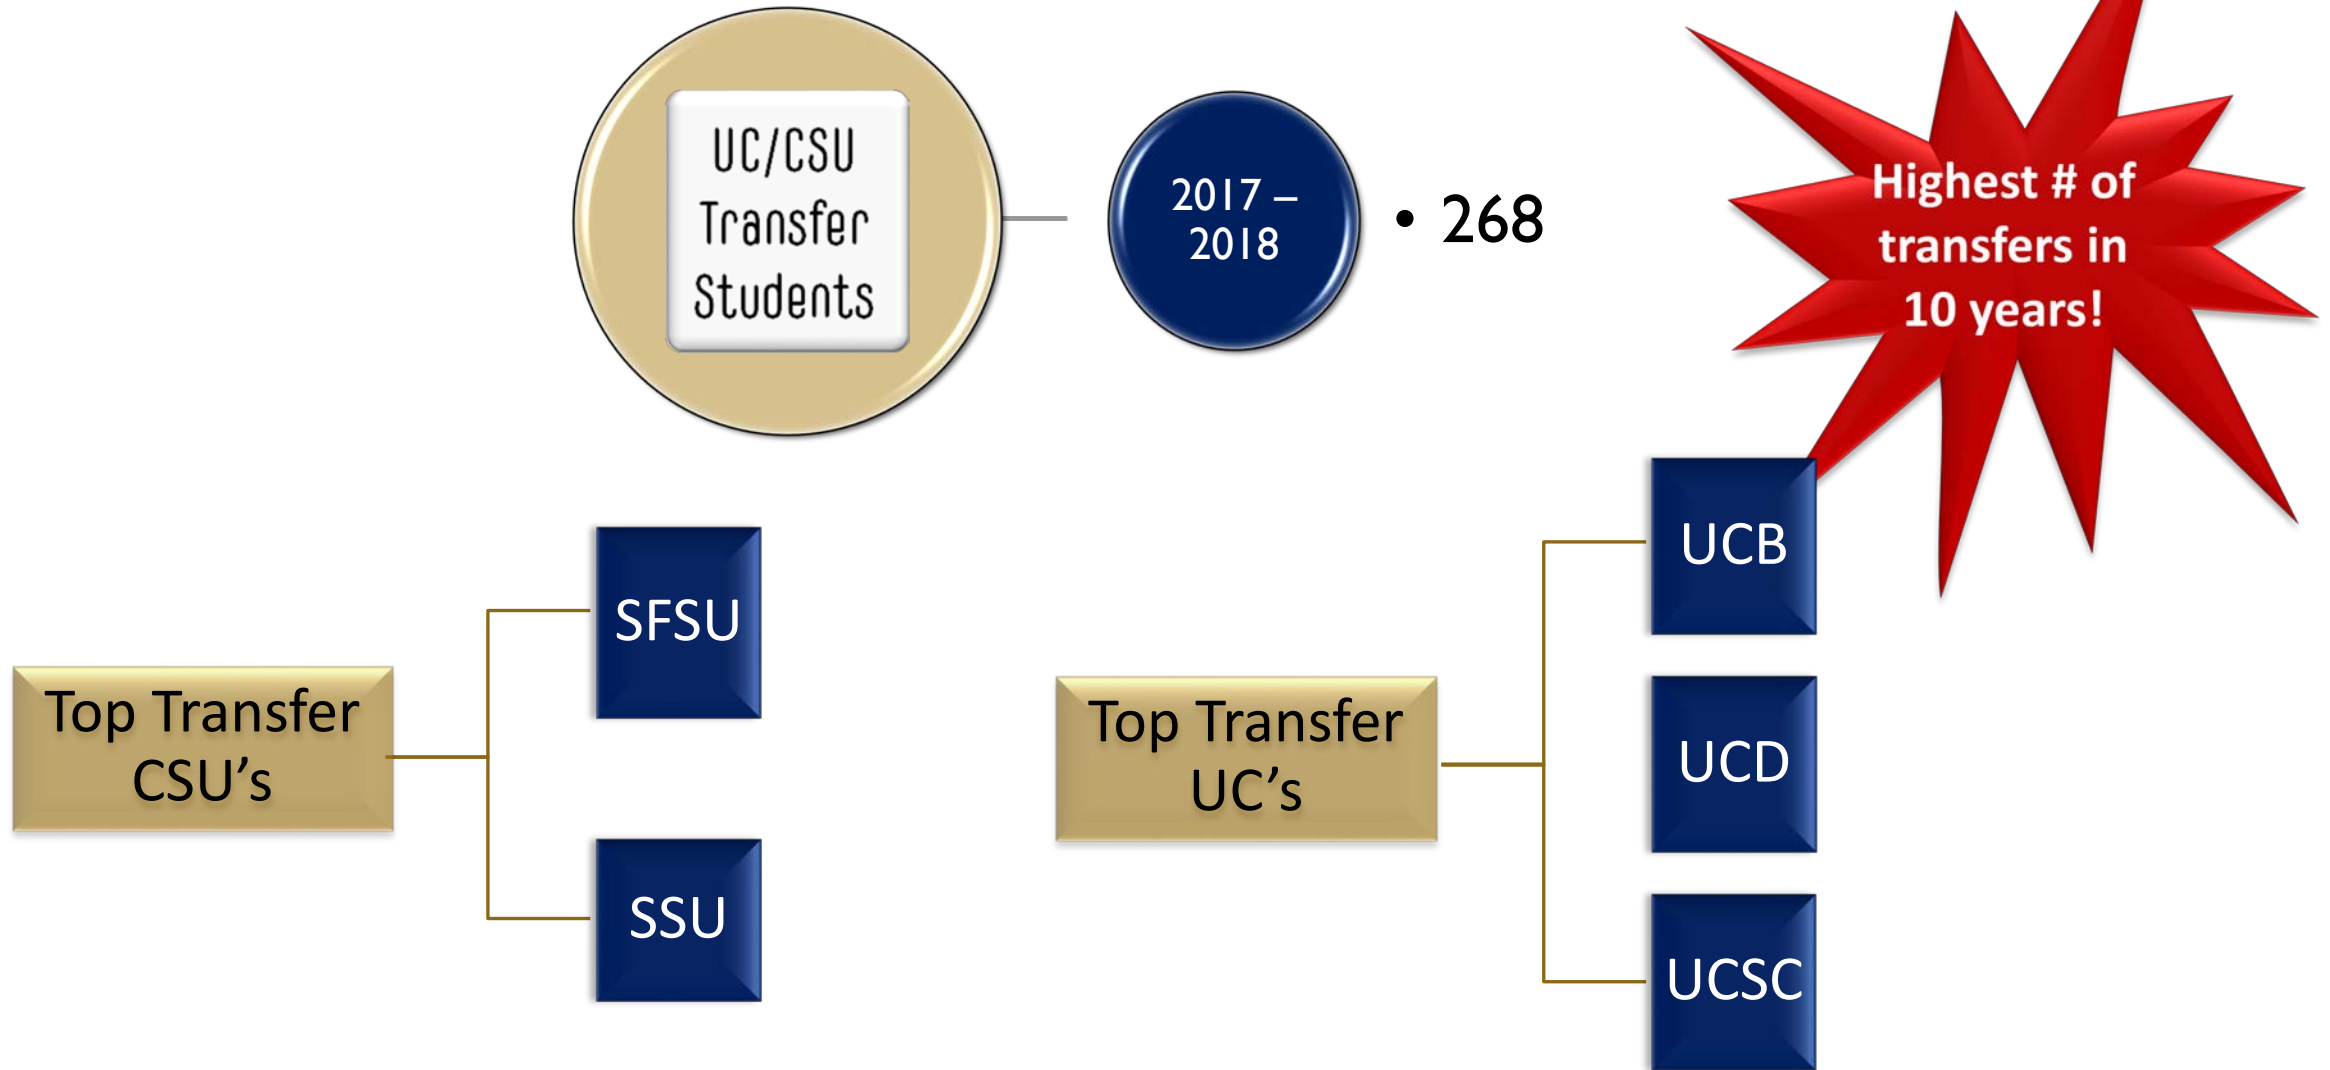 UC/CSU
Transfer
Students
2017 –
2018
• 268
Highest # of
transfers in
10 years!
Top Transfer
CSU’s
SFSU
SSU
Top Transfer
UC’s
UCB
UCD
UCSC